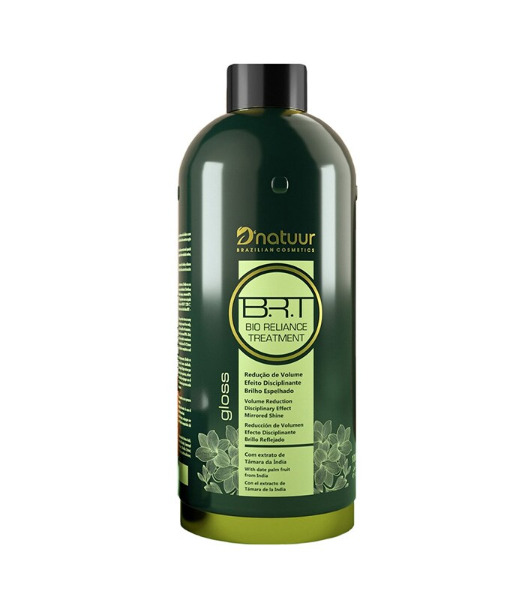 D'natuur
BRAZILIAN COSMETICS
B.R.T
BIO RELIANCE
TREATMENT
gloss
Redução de Volume
Efeito Disciplinante
Brilho Espelhado
Volume Reduction
Disciplinary Effect
Mirrored Shine
Reducción de Volumen
Efecto Disciplinante
Brillo Reflejado
Com extrato de
Tâmara da Índia
With date palm fruit
from India
Con el extracto de
Tâmara de la India